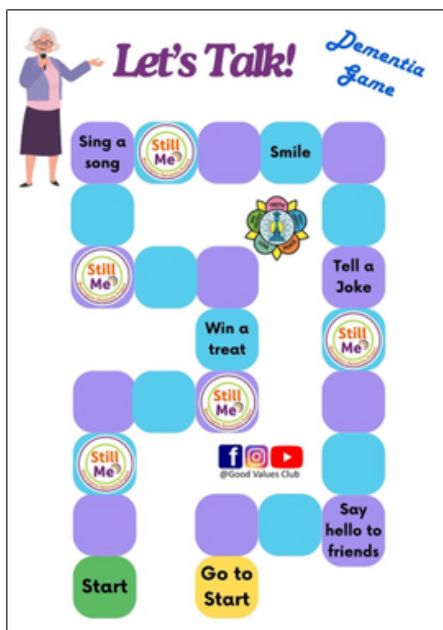 Let's Talk!
Dementia
Game
Sing a
song
Still
Me
Smile
Still
Me
Tell a
Joke
Win a
treat
Still
Me
Still
Me
Still
Me
@Good Values Club
Say
hello to
friends
Start
Go to
Start